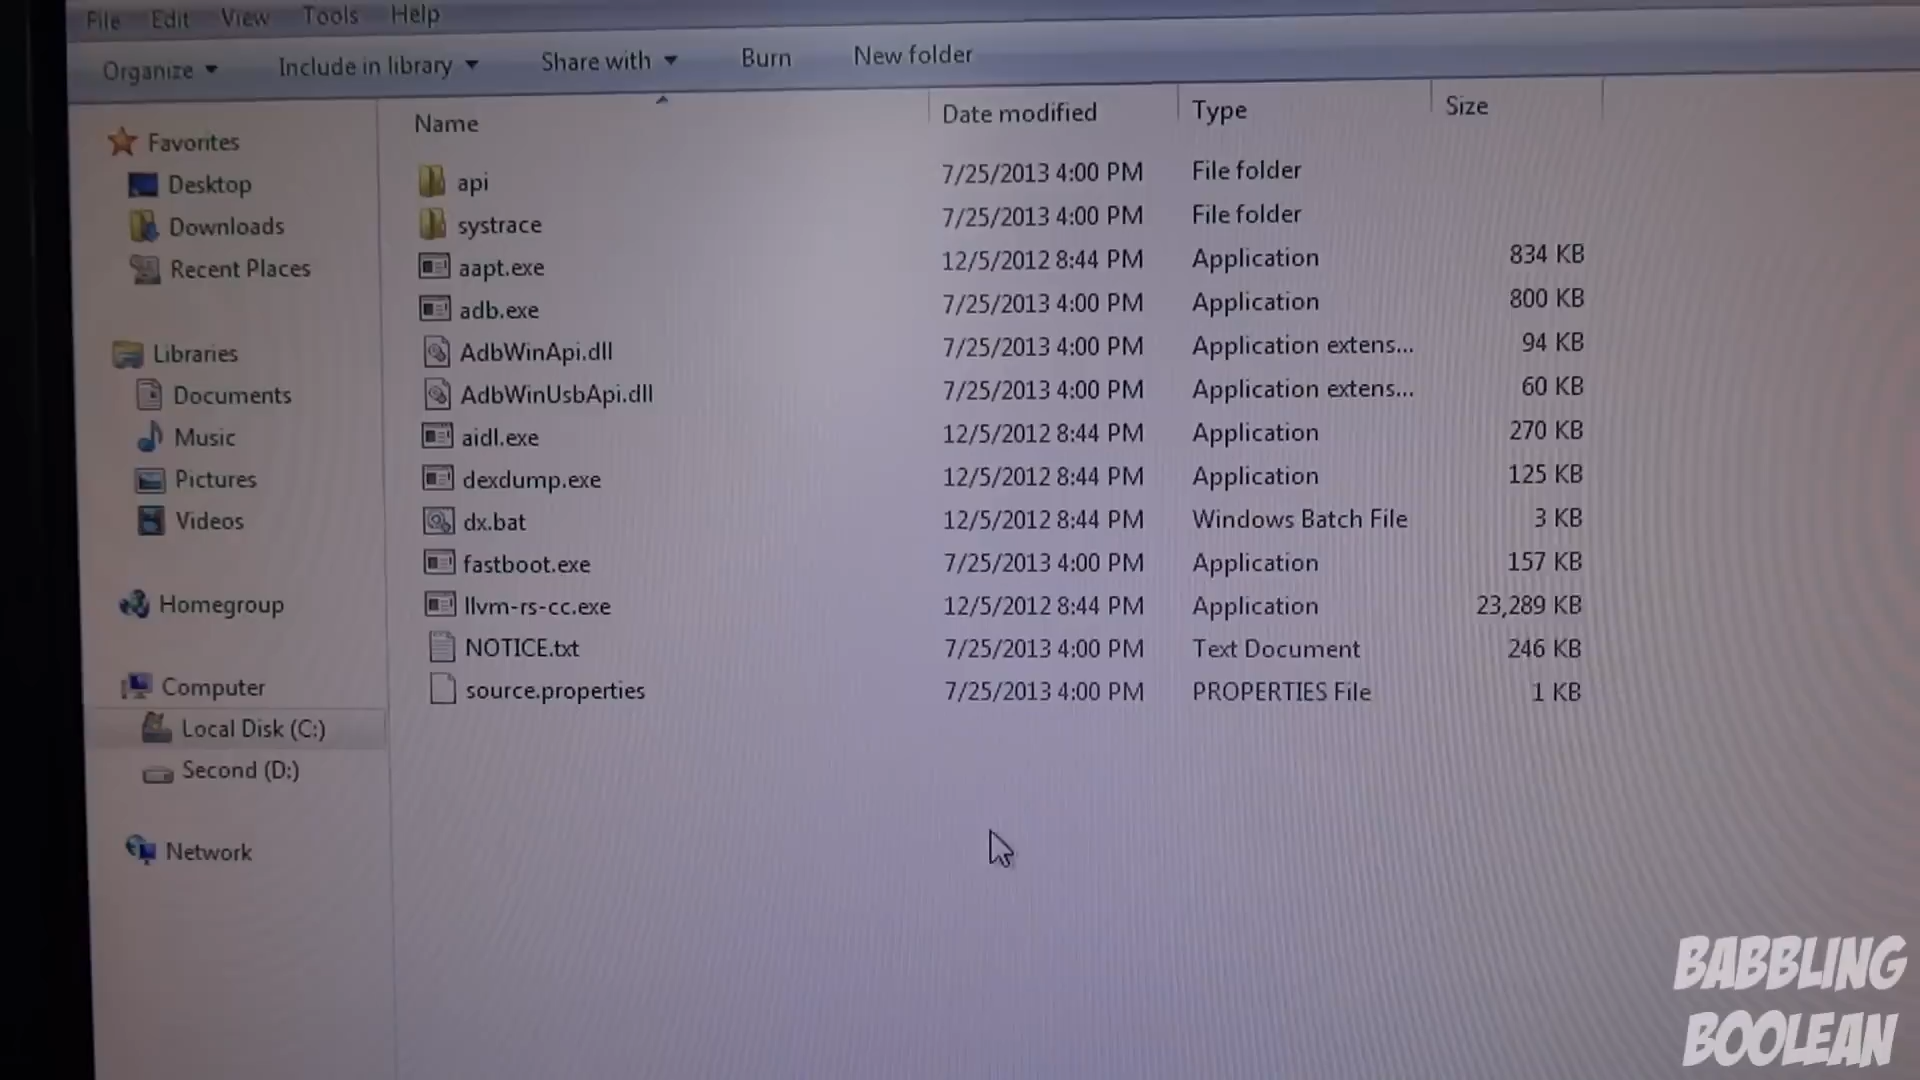 File Edit View Tools Help
Organize Include in library Share with Burn New folder
Name Date modified Type Size
Favorites
Desktop
Downloads
Recent Places
Libraries
Documents
Music
Pictures
Videos
Homegroup
Computer
Local Disk (C:)
Second (D:)
Network
api 7/25/2013 4:00 PM File folder
systrace 7/25/2013 4:00 PM File folder
aapt.exe 12/5/2012 8:44 PM Application 834 KB
adb.exe 7/25/2013 4:00 PM Application 800 KB
AdbWinApi.dll 7/25/2013 4:00 PM Application extens... 94 KB
AdbWinUsbApi.dll 7/25/2013 4:00 PM Application extens... 60 KB
aidl.exe 12/5/2012 8:44 PM Application 270 KB
dexdump.exe 12/5/2012 8:44 PM Application 125 KB
dx.bat 12/5/2012 8:44 PM Windows Batch File 3 KB
fastboot.exe 7/25/2013 4:00 PM Application 157 KB
llvm-rs-cc.exe 12/5/2012 8:44 PM Application 23,289 KB
NOTICE.txt 7/25/2013 4:00 PM Text Document 246 KB
source.properties 7/25/2013 4:00 PM PROPERTIES File 1 KB
BABBLING
BOOLEAN